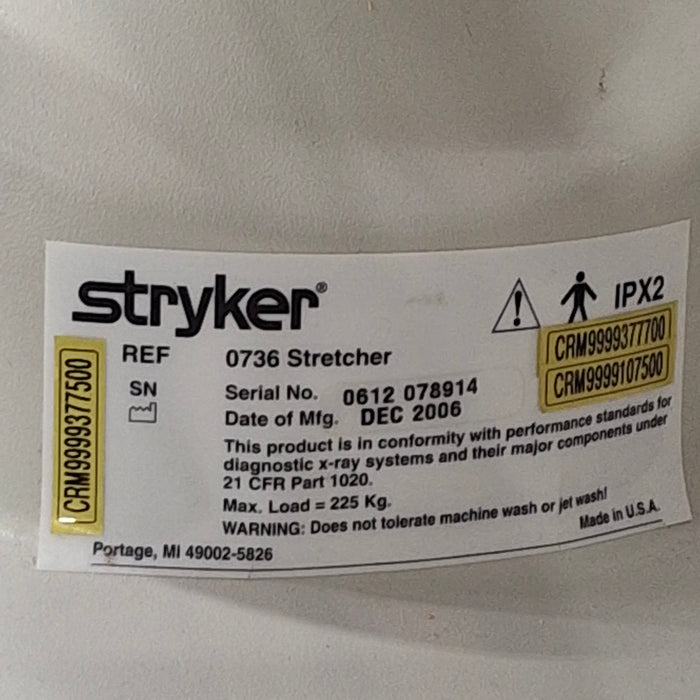 stryker®
IPX2
CRM9999377700
CRM9999107500
CRM9999377500
REF 0736 Stretcher
SN Serial No. 0612 078914
Date of Mfg. DEC 2006
This product is in conformity with performance standards for
diagnostic x-ray systems and their major components under
21 CFR Part 1020.
Max. Load = 225 Kg.
WARNING: Does not tolerate machine wash or jet wash!
Made in U.S.A.
Portage, MI 49002-5826